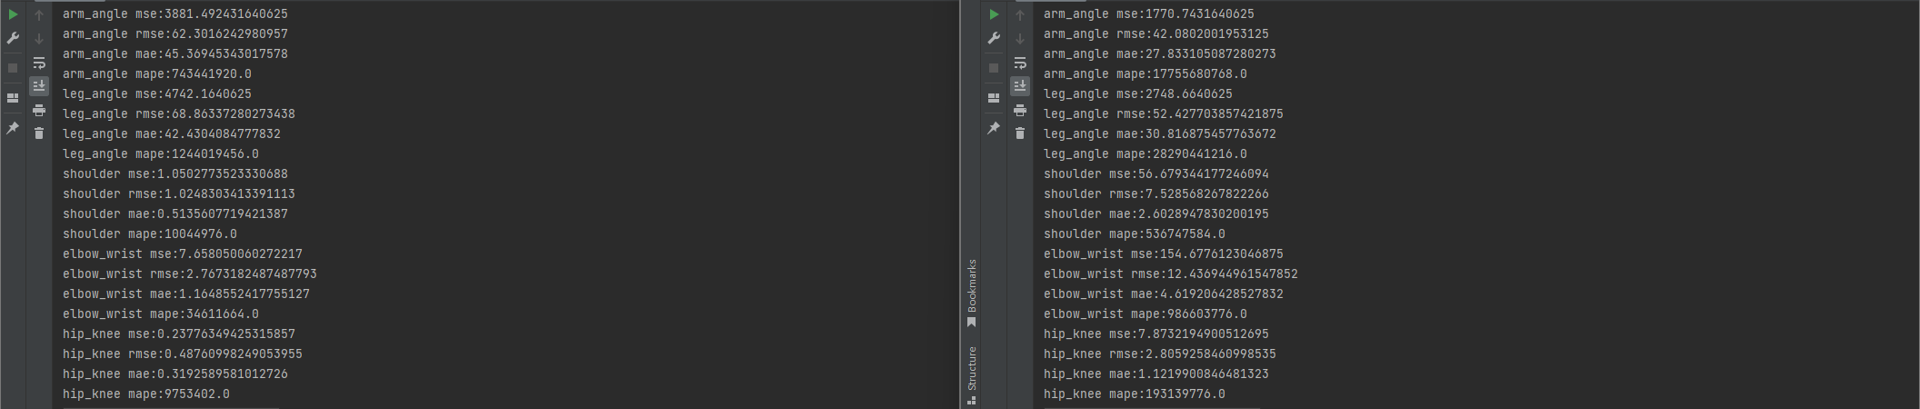 arm_angle mse:3881.492431640625
arm_angle rmse:62.3016242980957
arm_angle mae:45.36945343017578
arm_angle mape:743441920.0
leg_angle mse:4742.1640625
leg_angle rmse:68.86337280273438
leg_angle mae:42.4304084777832
leg_angle mape:1244019456.0
shoulder mse:1.0502773523330688
shoulder rmse:1.0248303413391113
shoulder mae:0.5135607719421387
shoulder mape:10044976.0
elbow_wrist mse:7.658050060272217
elbow_wrist rmse:2.7673182487487793
elbow_wrist mae:1.1648552417755127
elbow_wrist mape:34611664.0
hip_knee mse:0.23776349425315857
hip_knee rmse:0.48760998249053955
hip_knee mae:0.3192589581012726
hip_knee mape:9753402.0
Bookmarks
Structure
arm_angle mse:1770.7431640625
arm_angle rmse:42.0802001953125
arm_angle mae:27.833105087280273
arm_angle mape:17755680768.0
leg_angle mse:2748.6640625
leg_angle rmse:52.427703857421875
leg_angle mae:30.816875457763672
leg_angle mape:28290441216.0
shoulder mse:56.679344177246094
shoulder rmse:7.528568267822266
shoulder mae:2.6028947830200195
shoulder mape:536747584.0
elbow_wrist mse:154.6776123046875
elbow_wrist rmse:12.436944961547852
elbow_wrist mae:4.619206428527832
elbow_wrist mape:986603776.0
hip_knee mse:7.8732194900512695
hip_knee rmse:2.8059258460998535
hip_knee mae:1.1219900846481323
hip_knee mape:193139776.0